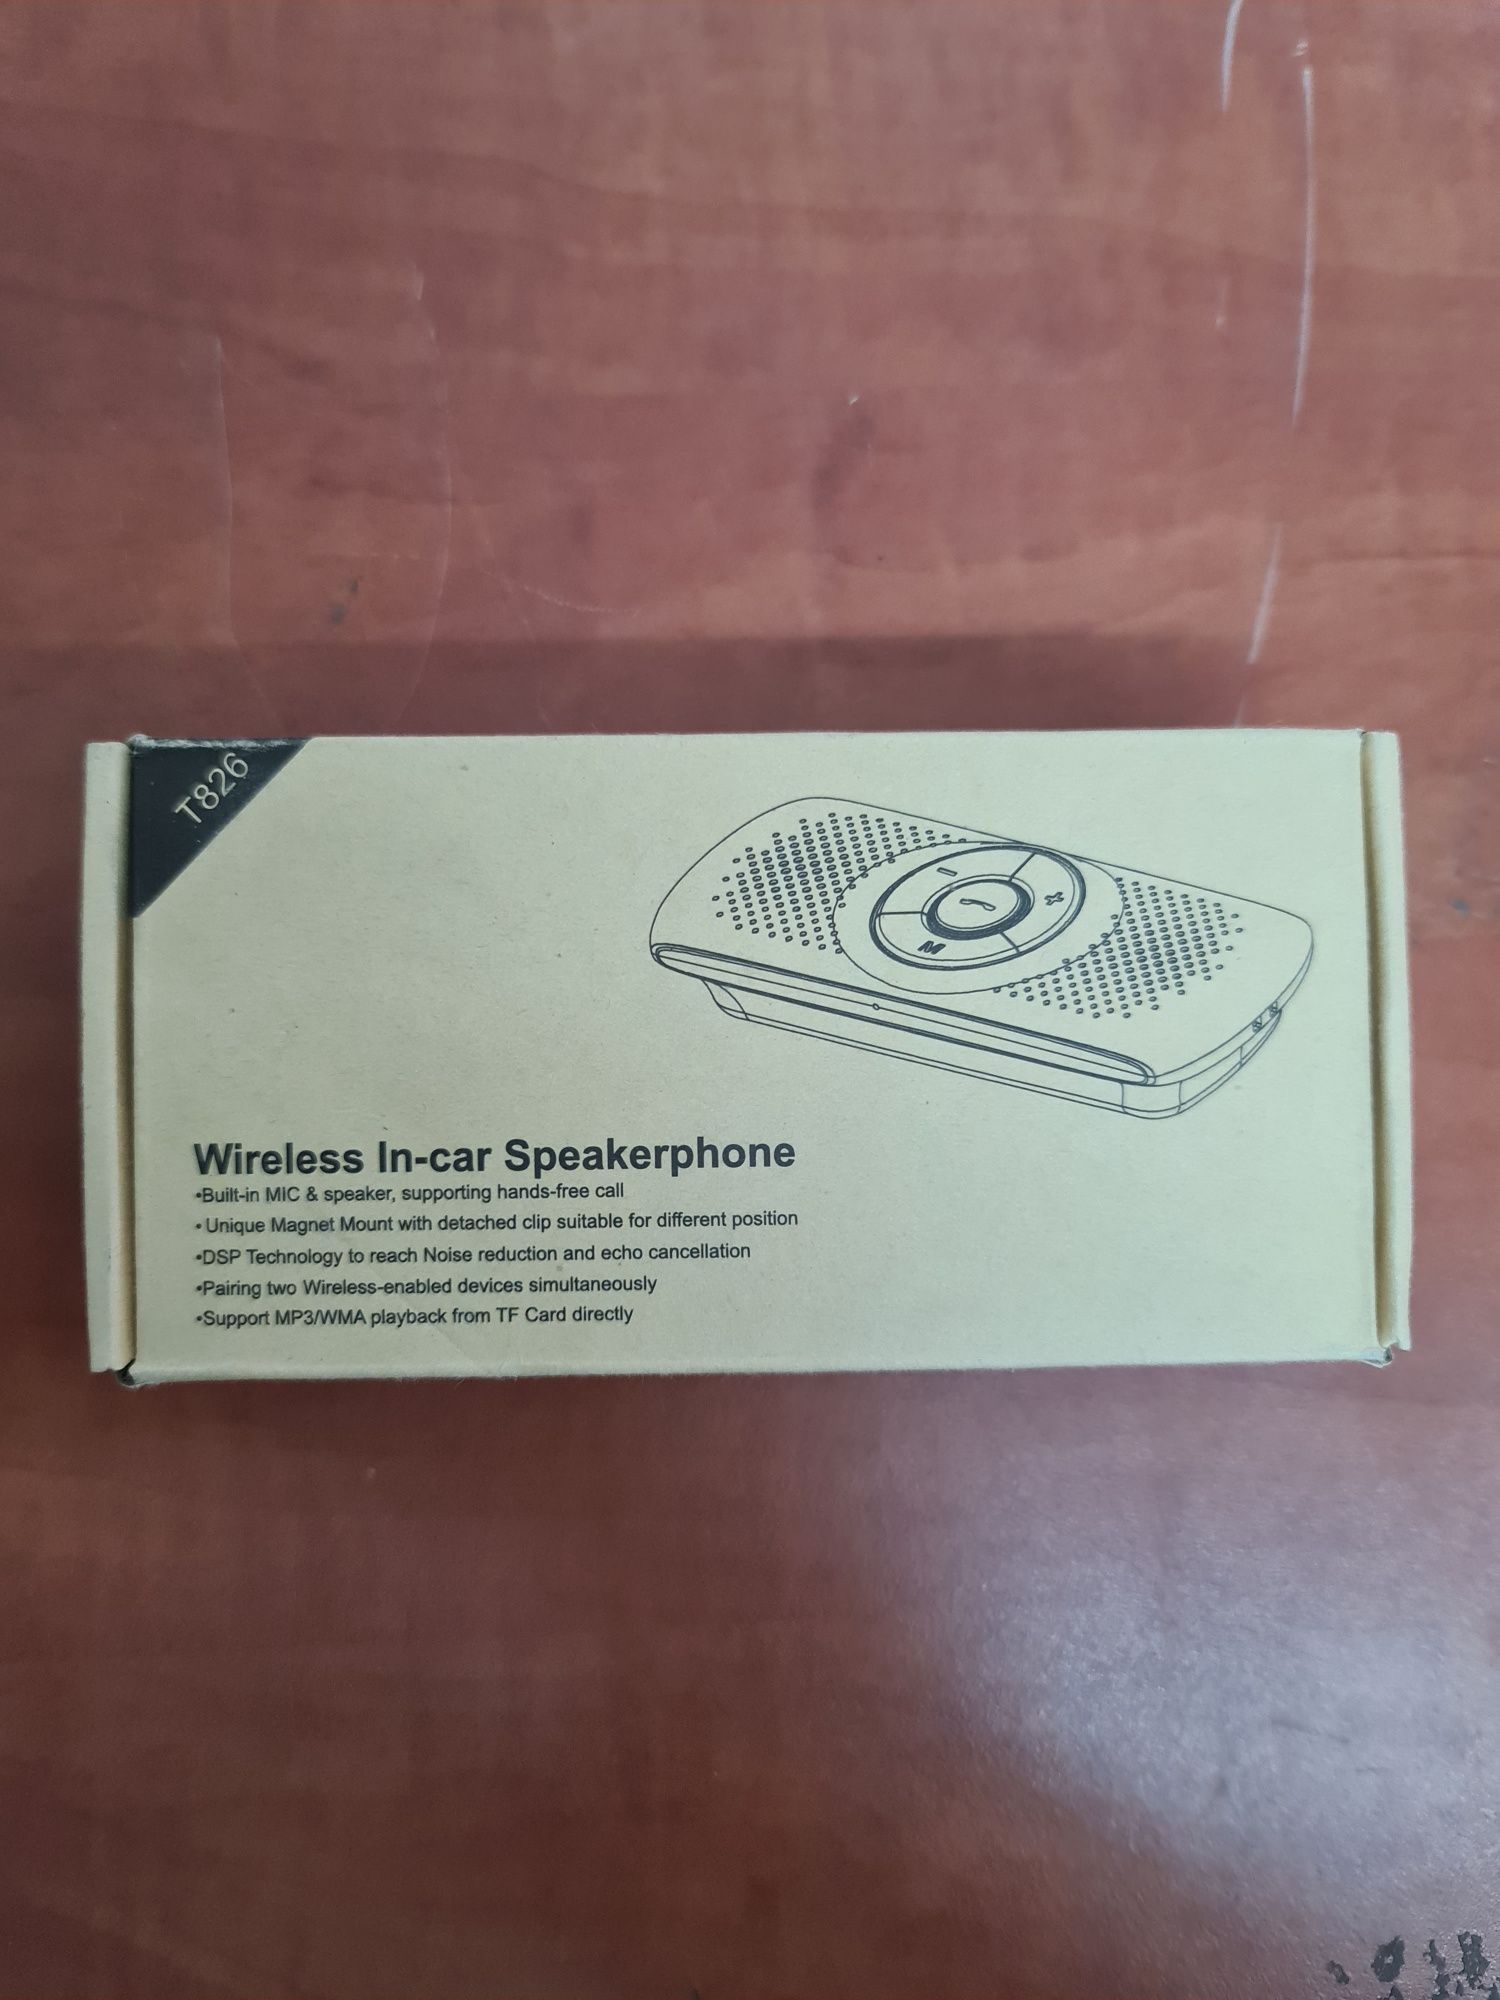 T826
- + M
Wireless In-car Speakerphone
•Built-in MIC & speaker, supporting hands-free call
• Unique Magnet Mount with detached clip suitable for different position
•DSP Technology to reach Noise reduction and echo cancellation
•Pairing two Wireless-enabled devices simultaneously
•Support MP3/WMA playback from TF Card directly